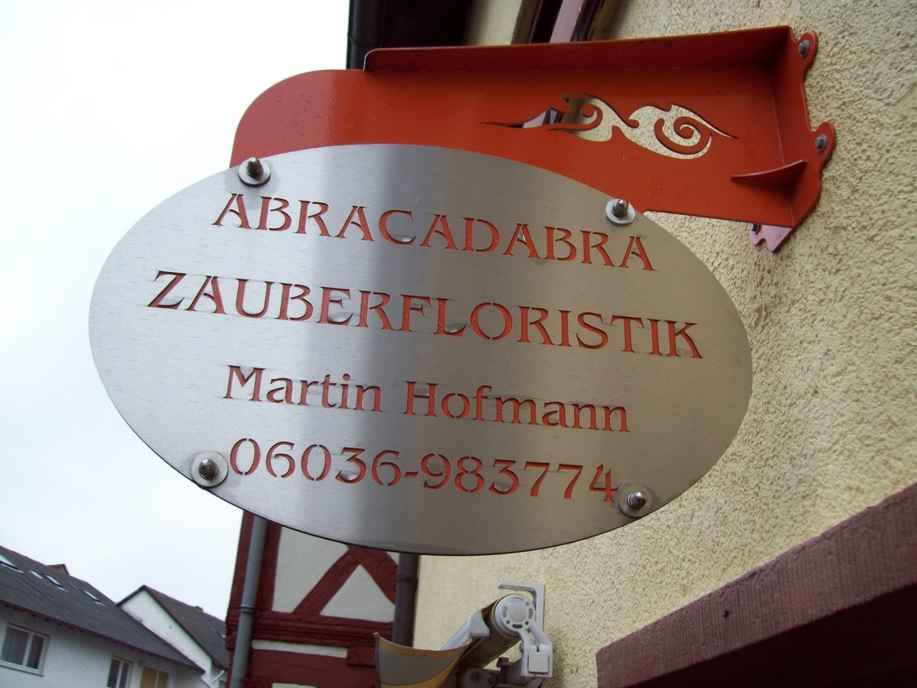 ABRACADABRA
ZAUBERFLORISTIK
Martin Hofmann
06036-983774